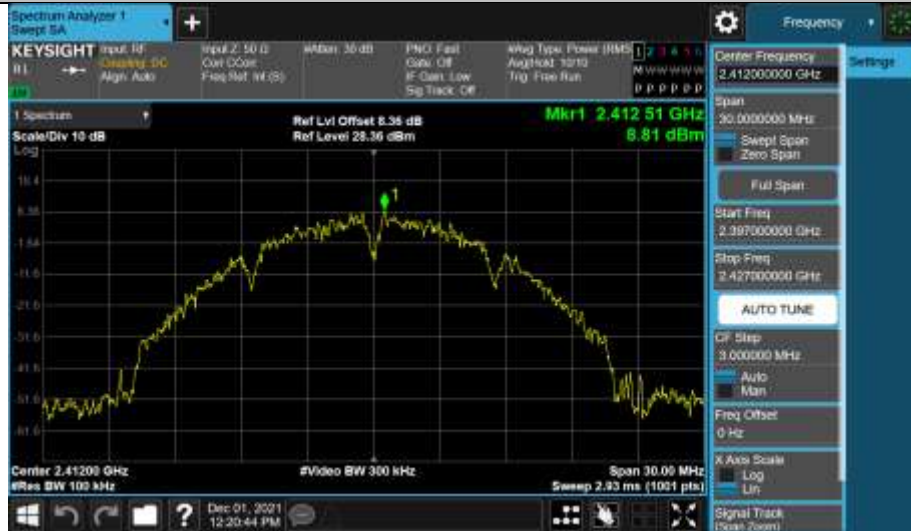 Spectrum Analyzer 1
Swept SA
+
Frequency
KEYSIGHT
Input: RF
Coupling: DC
Align: Auto
Input Z: 50 Ω
Corr CCorr
Freq Ref: Int (S)
#Atten: 30 dB
PNO: Fast
Gate: Off
IF Gain: Low
Sig Track: Off
#Avg Type: Power (RMS)
Avg|Hold: 10/10
Trig: Free Run
1 2 3 4 5 6
M W W W W W
P P P P P P
Center Frequency
2.412000000 GHz
Settings
1 Spectrum
Scale/Div 10 dB
Log
Ref Lvl Offset 8.36 dB
Ref Level 28.36 dBm
Mkr1 2.412 51 GHz
8.81 dBm
Span
30.0000000 MHz
Swept Span
Zero Span
Full Span
Start Freq
2.397000000 GHz
Stop Freq
2.427000000 GHz
AUTO TUNE
CF Step
3.000000 MHz
Auto
Man
Freq Offset
0 Hz
X Axis Scale
Log
Lin
Signal Track
(Span Zoom)
18.4
8.36
-1.64
-11.6
-21.6
-31.6
-41.6
-51.6
-61.6
1
Center 2.41200 GHz
#Res BW 100 kHz
#Video BW 300 kHz
Span 30.00 MHz
Sweep 2.93 ms (1001 pts)
?
Dec 01, 2021
12:20:44 PM